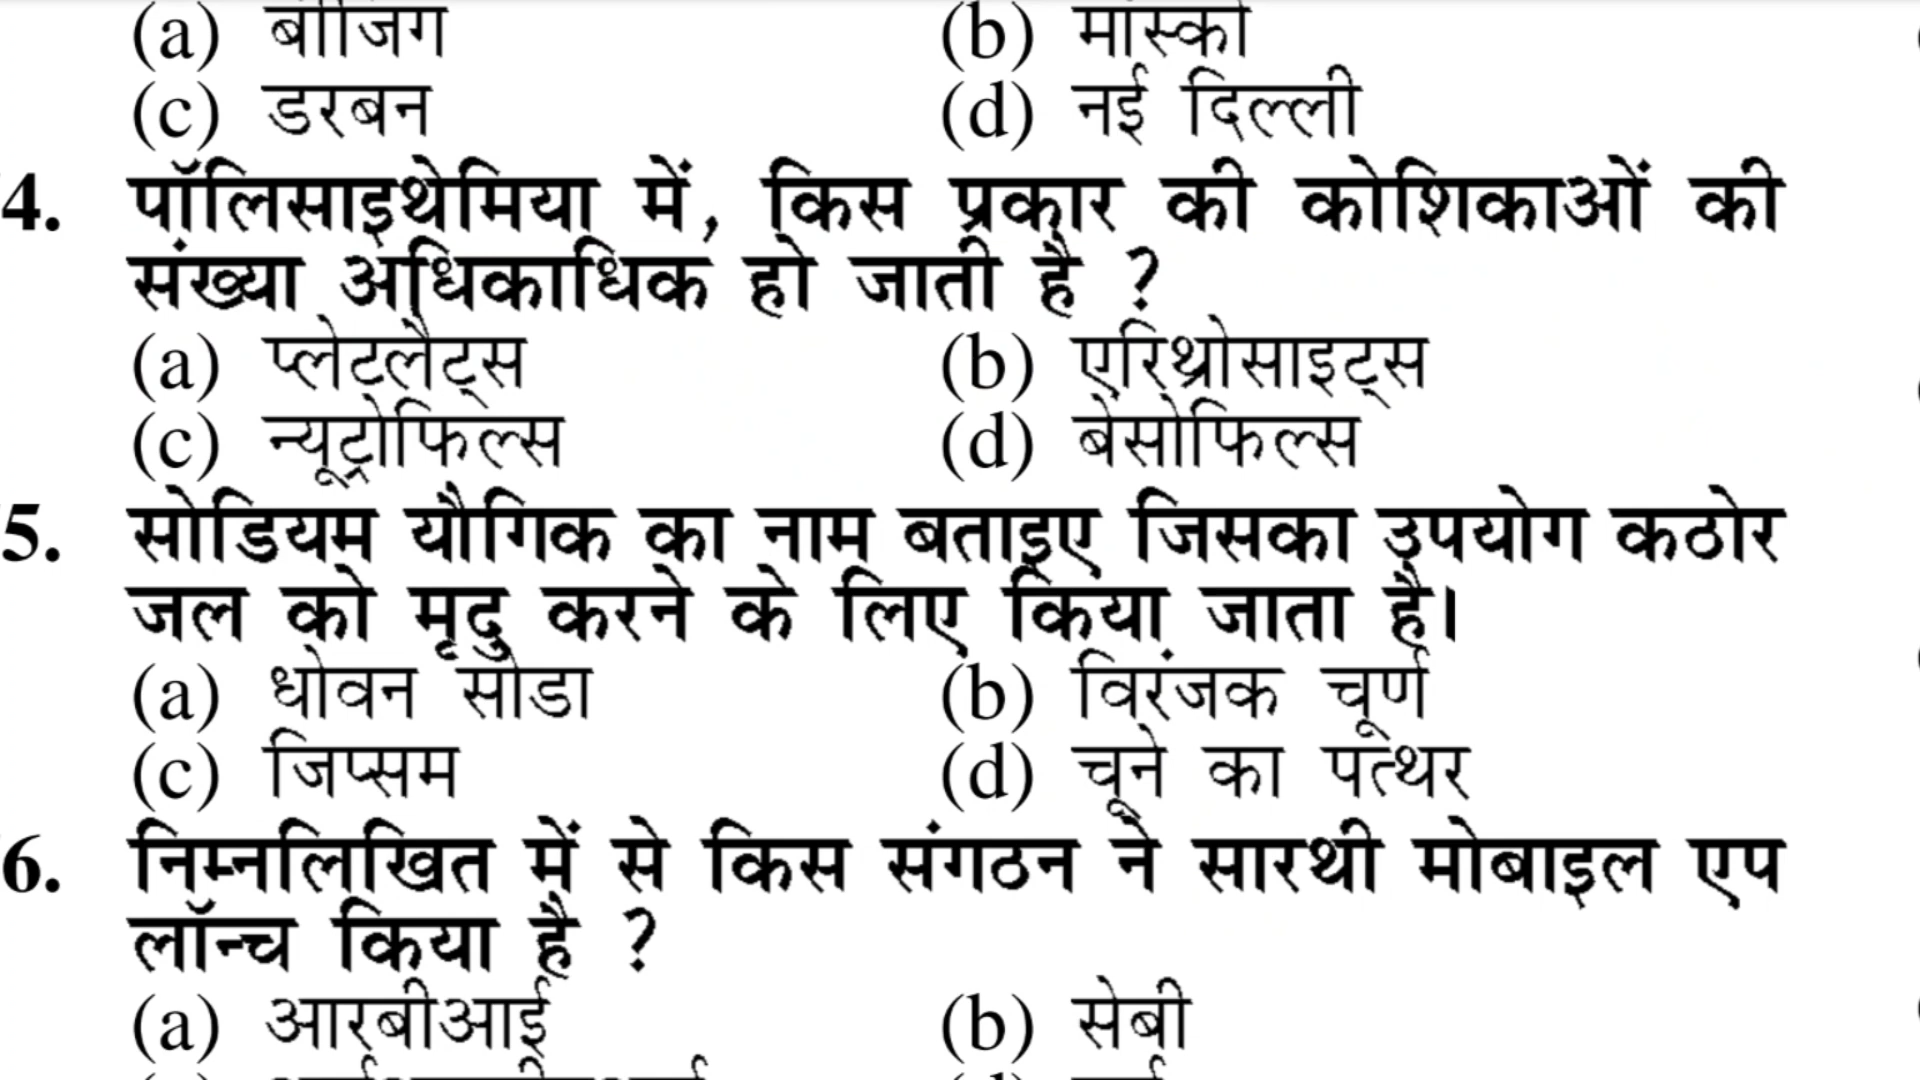 (a) बीजिंग (b) मॉस्को
(c) डरबन (d) नई दिल्ली
4. पॉलिसाइथेमिया में, किस प्रकार की कोशिकाओं की
संख्या अधिकाधिक हो जाती है ?
(a) प्लेटलैट्स (b) एरिथ्रोसाइट्स
(c) न्यूट्रोफिल्स (d) बेसोफिल्स
5. सोडियम यौगिक का नाम बताइए जिसका उपयोग कठोर
जल को मृदु करने के लिए किया जाता है।
(a) धोवन सोडा (b) विरंजक चूर्ण
(c) जिप्सम (d) चूने का पत्थर
6. निम्नलिखित में से किस संगठन ने सारथी मोबाइल एप
लॉन्च किया है ?
(a) आरबीआई (b) सेबी